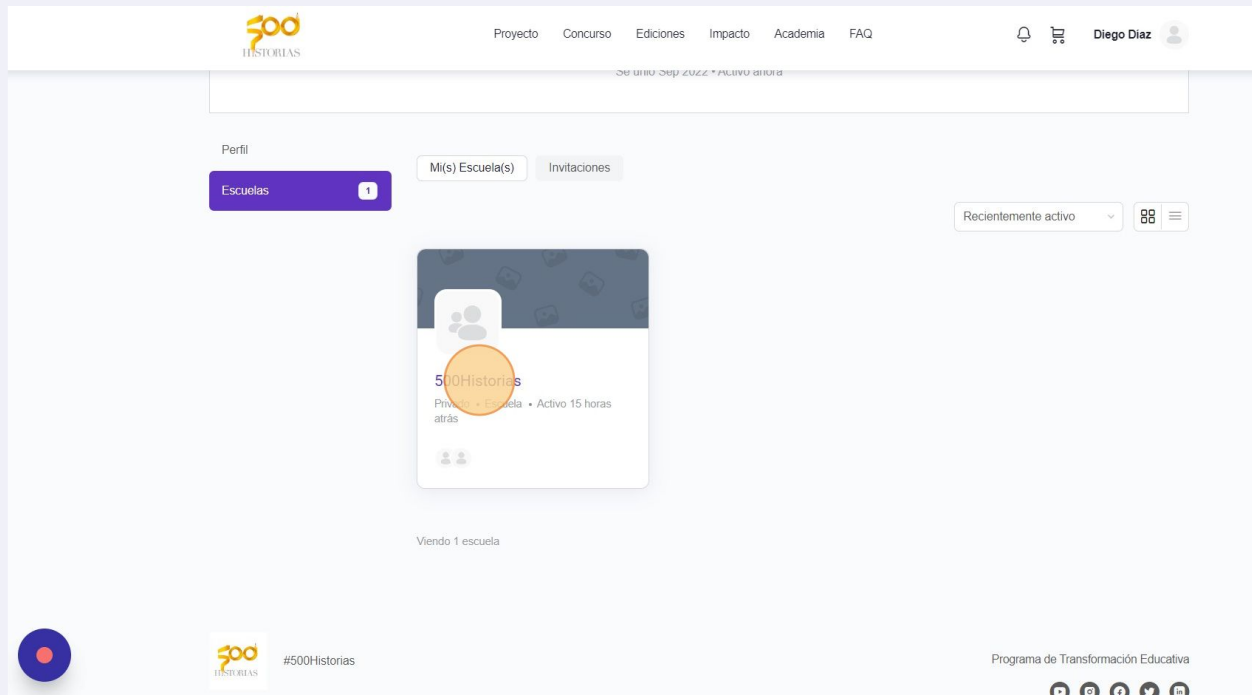 500
HISTORIAS
Proyecto Concurso Ediciones Impacto Academia FAQ
Diego Diaz
Se unió Sep 2022 • Activo ahora
Perfil
Mi(s) Escuela(s) Invitaciones
Escuelas 1
Recientemente activo
500Historias
Privado • Escuela • Activo 15 horas
atrás
Viendo 1 escuela
500
HISTORIAS
#500Historias
Programa de Transformación Educativa